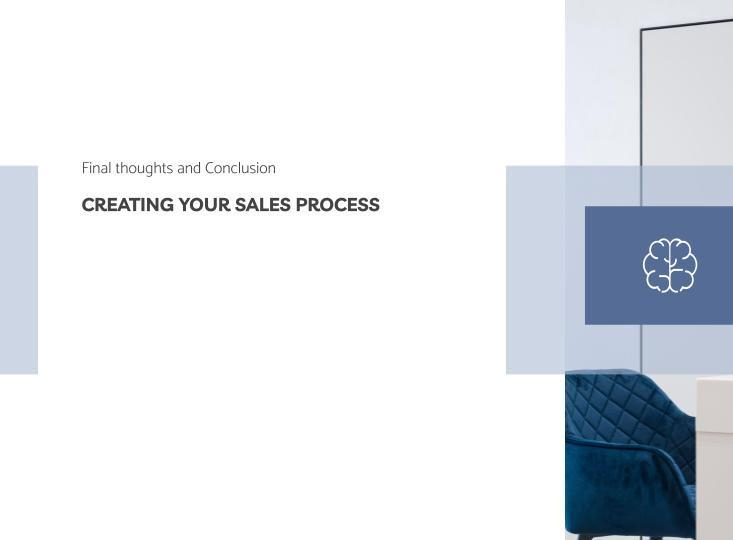 Final thoughts and Conclusion
CREATING YOUR SALES PROCESS